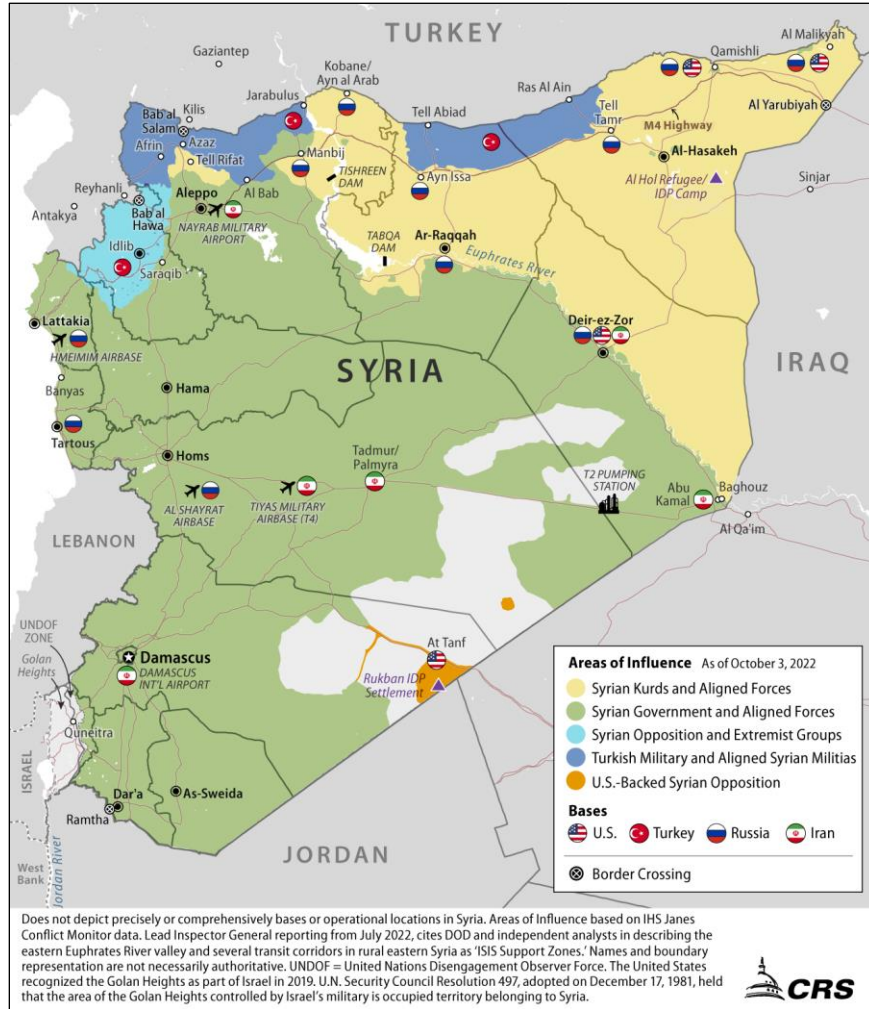 TURKEY
Al Malikyah
Gaziantep
Qamishli
Kobane/
Ayn al Arab
Kilis
Jarabulus
Ras Al Ain
Bab al
Salam
Tell Abiad
Al Yarubiyah
Azaz
Tell
Tamr
M4 Highway
Afrin
Tell Rifat
Manbij
Al-Hasakeh
Reyhanli
TISHREEN
DAM
Ayn Issa
Al Hol Refugee/
IDP Camp
Sinjar
Aleppo
Al Bab
Antakya
Bab al
Hawa
NAYRAB MILITARY
AIRPORT
TABQA
DAM
Ar-Raqqah
Euphrates River
Idlib
Saraqib
Lattakia
Deir-ez-Zor
HMEIMIM AIRBASE
SYRIA
IRAQ
Banyas
Hama
Tartous
Homs
Tadmur/
Palmyra
T2 PUMPING
STATION
Abu
Kamal
Baghouz
AL SHAYRAT
AIRBASE
TIYAS MILITARY
AIRBASE (T4)
Al Qa'im
LEBANON
UNDOF
ZONE
Golan
Heights
At Tanf
Damascus
DAMASCUS
INT'L AIRPORT
Rukban IDP
Settlement
Quneitra
ISRAEL
Dar'a
As-Sweida
Ramtha
Jordan River
West
Bank
JORDAN
Areas of Influence As of October 3, 2022
Syrian Kurds and Aligned Forces
Syrian Government and Aligned Forces
Syrian Opposition and Extremist Groups
Turkish Military and Aligned Syrian Militias
U.S.-Backed Syrian Opposition
Bases
U.S. Turkey Russia Iran
Border Crossing
Does not depict precisely or comprehensively bases or operational locations in Syria. Areas of Influence based on IHS Janes
Conflict Monitor data. Lead Inspector General reporting from July 2022, cites DOD and independent analysts in describing the
eastern Euphrates River valley and several transit corridors in rural eastern Syria as 'ISIS Support Zones.' Names and boundary
representation are not necessarily authoritative. UNDOF = United Nations Disengagement Observer Force. The United States
recognized the Golan Heights as part of Israel in 2019. U.N. Security Council Resolution 497, adopted on December 17, 1981, held
that the area of the Golan Heights controlled by Israel's military is occupied territory belonging to Syria.
CRS